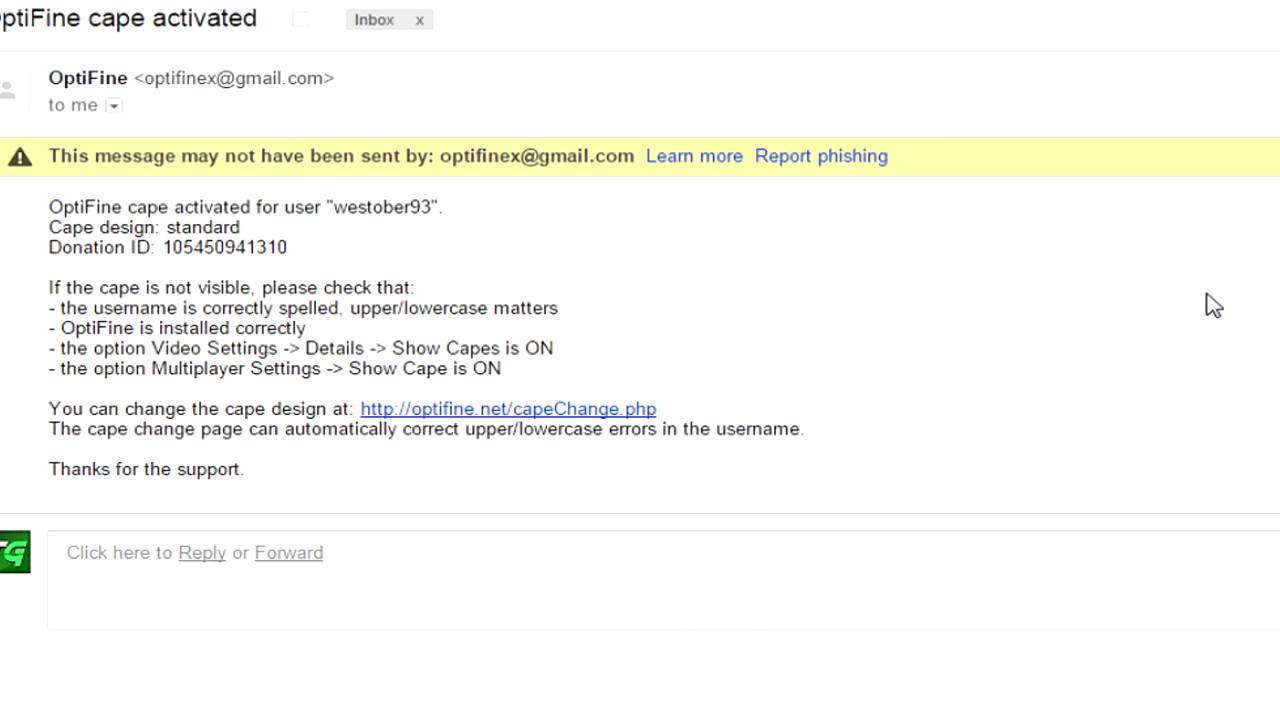 ptiFine cape activated
Inbox x
OptiFine <optifinex@gmail.com>
to me
This message may not have been sent by: optifinex@gmail.com Learn more Report phishing
OptiFine cape activated for user "westober93".
Cape design: standard
Donation ID: 105450941310
If the cape is not visible, please check that:
- the username is correctly spelled, upper/lowercase matters
- OptiFine is installed correctly
- the option Video Settings -> Details -> Show Capes is ON
- the option Multiplayer Settings -> Show Cape is ON
You can change the cape design at: http://optifine.net/capeChange.php
The cape change page can automatically correct upper/lowercase errors in the username.
Thanks for the support.
G
Click here to Reply or Forward